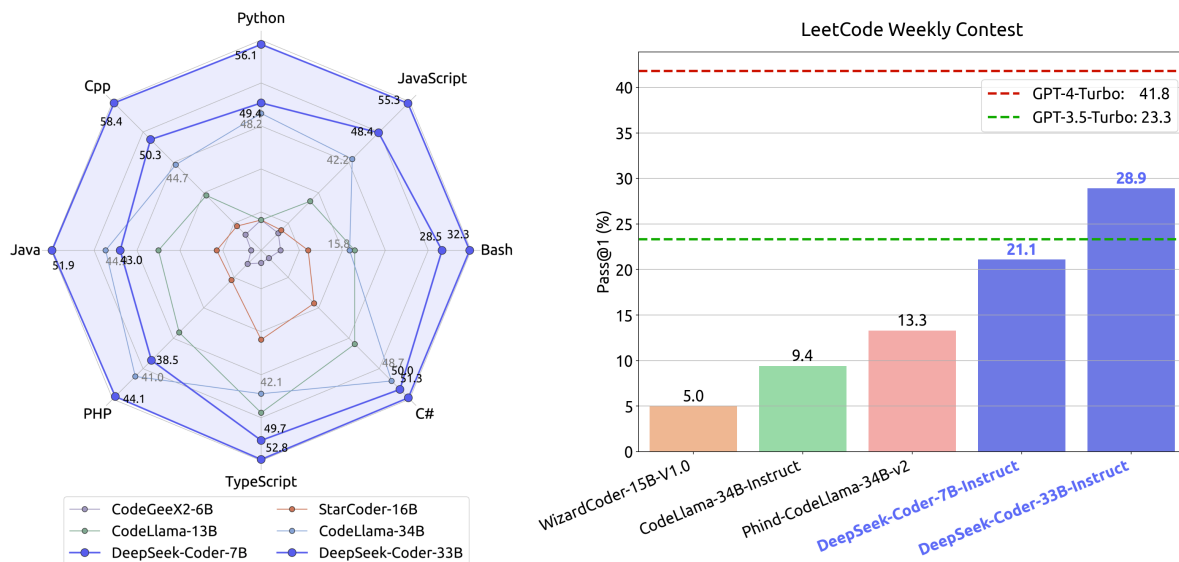 Python
JavaScript
Cpp
56.1
55.3
58.4
49.4
48.2
48.4
50.3
44.7
42.2
Java
51.9
43.0
15.8
28.5
32.3
Bash
38.5
41.0
PHP
44.1
42.1
48.7
50.0
51.3
C#
49.7
52.8
TypeScript
CodeGeeX2-6B
StarCoder-16B
CodeLlama-13B
CodeLlama-34B
DeepSeek-Coder-7B
DeepSeek-Coder-33B
LeetCode Weekly Contest
GPT-4-Turbo: 41.8
GPT-3.5-Turbo: 23.3
Pass@1 (%)
40
35
30
25
20
15
10
5
0
5.0
9.4
13.3
21.1
28.9
WizardCoder-15B-V1.0
CodeLlama-34B-Instruct
Phind-CodeLlama-34B-v2
DeepSeek-Coder-7B-Instruct
DeepSeek-Coder-33B-Instruct